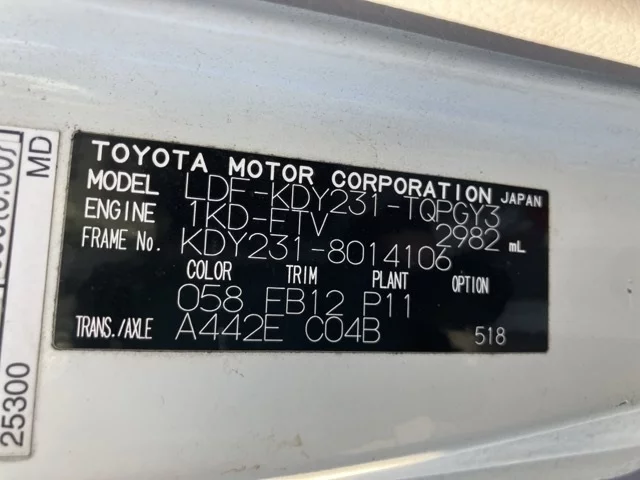 TOYOTA MOTOR CORPORATION JAPAN
MODEL LDF-KDY231-TQPGY3
ENGINE 1KD-FTV 2982 mL
FRAME No. KDY231-8014106
COLOR TRIM PLANT OPTION
058 FB12 P11
TRANS./AXLE A442E C04B 518
MD
25300